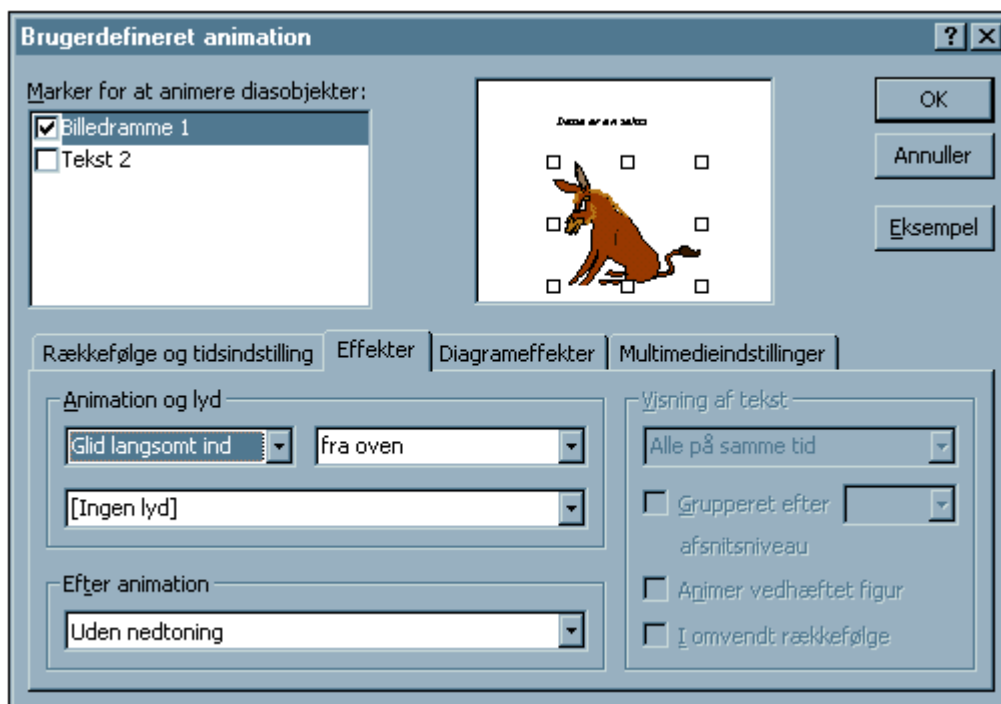 Brugerdefineret animation
Marker for at animere diasobjekter:
Billedramme 1
Tekst 2
OK
Annuller
Eksempel
Rækkefølge og tidsindstilling
Effekter
Diagrameffekter
Multimedieindstillinger
Animation og lyd
Glid langsomt ind
fra oven
[Ingen lyd]
Efter animation
Uden nedtoning
Visning af tekst
Alle på samme tid
Grupperet efter
afsnitsniveau
Animer vedhæftet figur
I omvendt rækkefølge